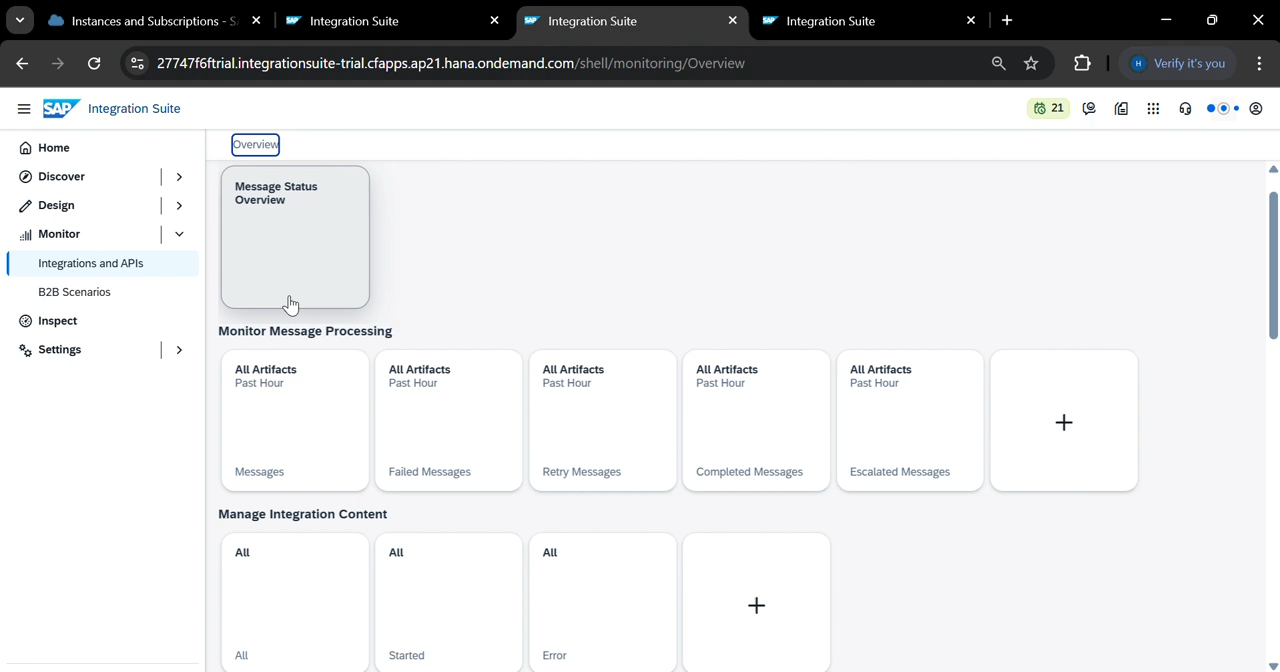 Instances and Subscriptions - S
Integration Suite
Integration Suite
Integration Suite
27747f6ftrial.integrationsuite-trial.cfapps.ap21.hana.ondemand.com/shell/monitoring/Overview
H Verify it's you
SAP Integration Suite
21
Home
Discover
Design
Monitor
Integrations and APIs
B2B Scenarios
Inspect
Settings
Overview
Message Status
Overview
Monitor Message Processing
All Artifacts
Past Hour
Messages
All Artifacts
Past Hour
Failed Messages
All Artifacts
Past Hour
Retry Messages
All Artifacts
Past Hour
Completed Messages
All Artifacts
Past Hour
Escalated Messages
Manage Integration Content
All
All
All
Started
All
Error